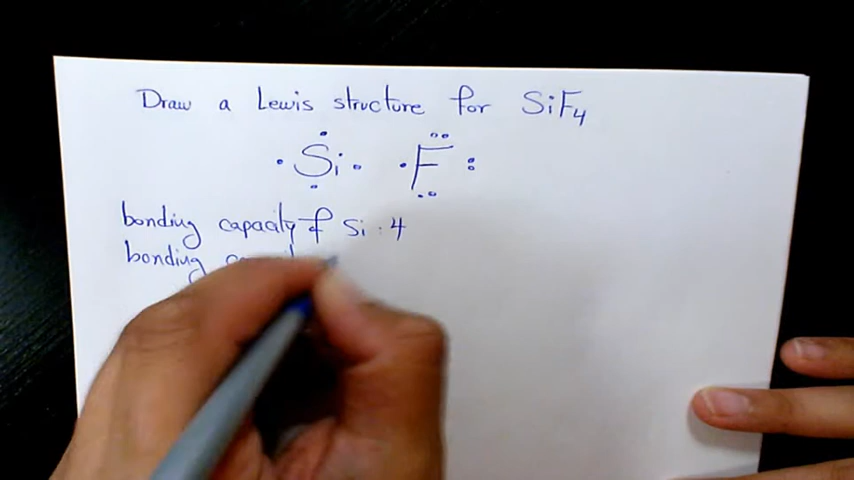 Draw a Lewis structure for SiF4
Si F
bonding capacity of Si : 4
bonding